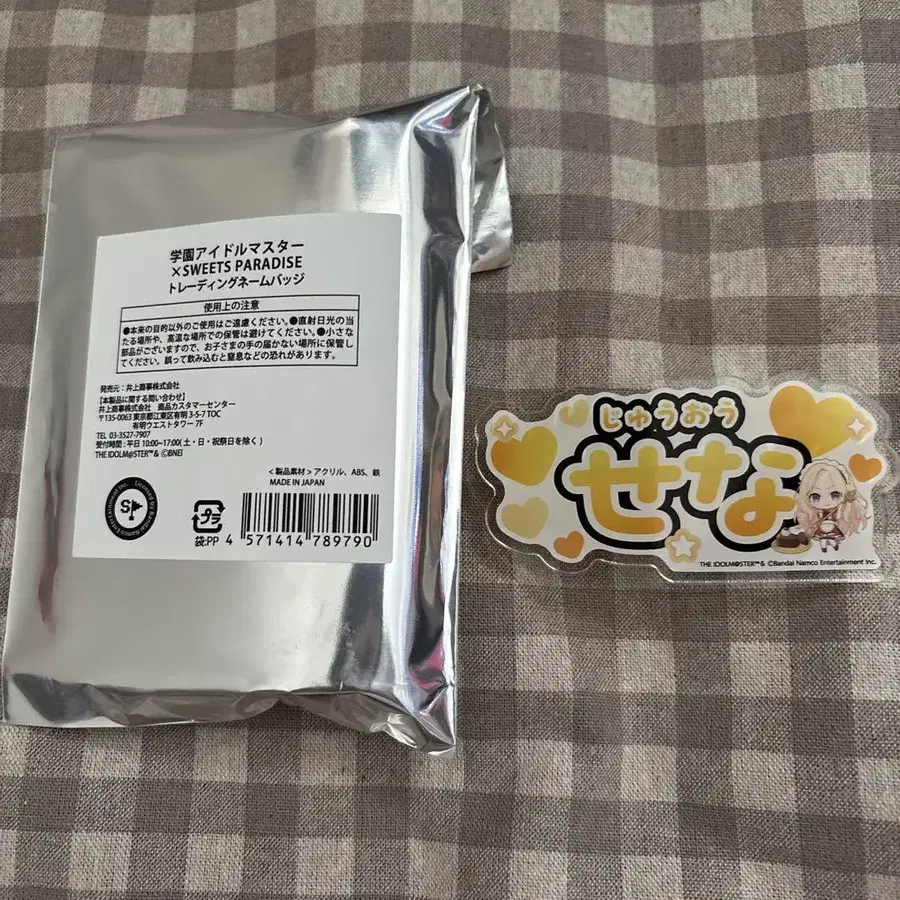 学園アイドルマスター
×SWEETS PARADISE
トレーディングネームバッジ
使用上の注意
●本来の目的以外のご使用はご遠慮ください。●直射日光の当
たる場所や、高温な場所での保管は避けてください。●小さな
部品がございますので、お子さまの手の届かない場所に保管し
てください。誤って飲み込むと窒息などの恐れがあります。
発売元：井上商事株式会社
【本製品に関する問い合わせ】
井上商事株式会社 商品カスタマーセンター
〒135-0063 東京都江東区有明 3-5-7 TOC
有明ウエストタワー 7F
TEL 03-3527-7907
受付時間：平日 10:00~17:00(土・日・祝祭日を除く)
THE IDOLM@STER™& ©BNEI
<製品素材>アクリル、ABS、鉄
MADE IN JAPAN
Licensed by Bandai Namco Entertainment Inc.
プラ
袋:PP
4 571414 789790
じゅうおう
せな
THE IDOLM@STER™& ©Bandai Namco Entertainment Inc.